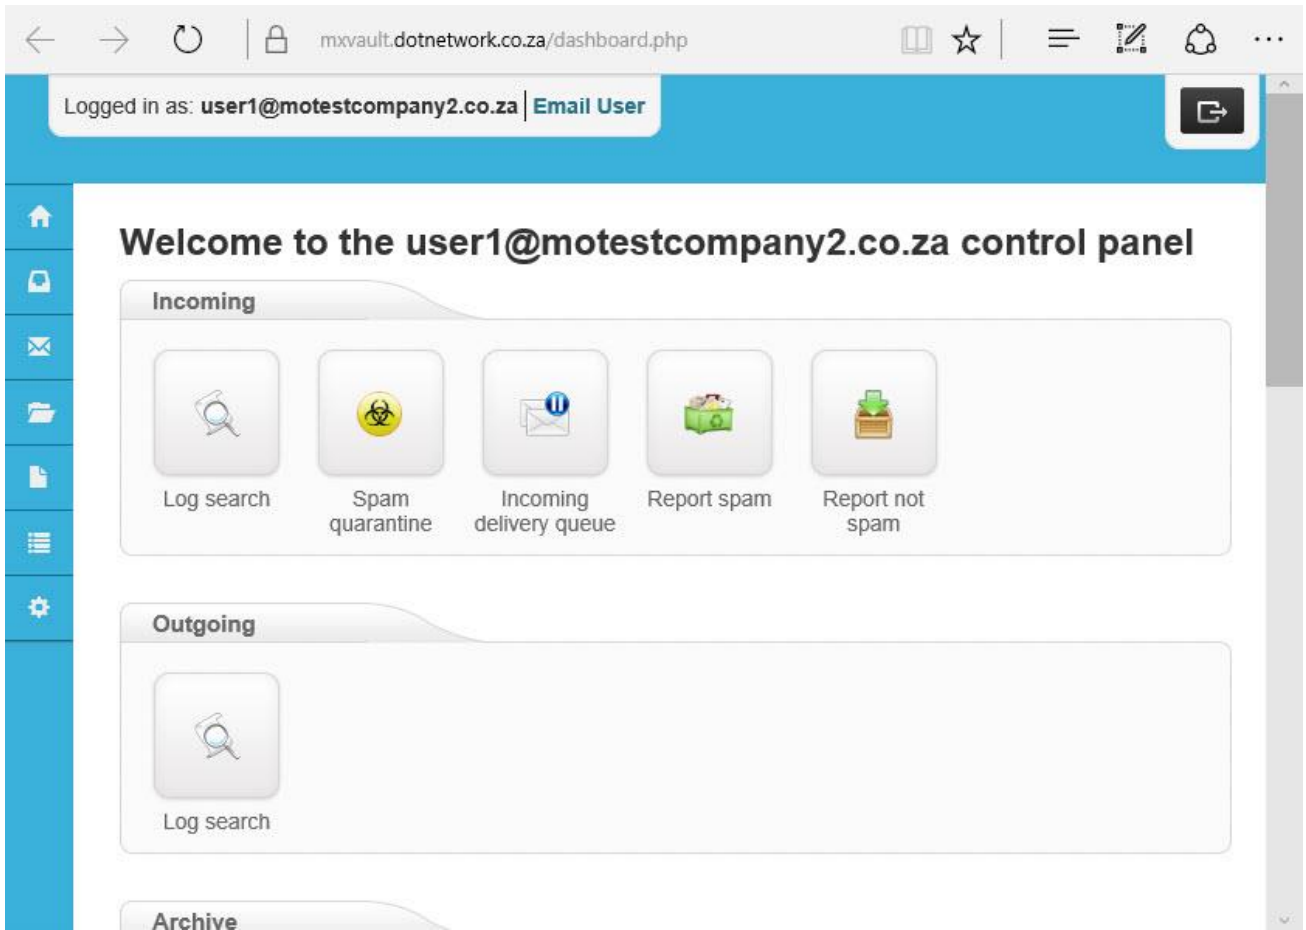 mxvault.dotnetwork.co.za/dashboard.php
Logged in as: user1@motestcompany2.co.za Email User
Welcome to the user1@motestcompany2.co.za control panel
Incoming
Log search
Spam
quarantine
Incoming
delivery queue
Report spam
Report not
spam
Outgoing
Log search
Archive